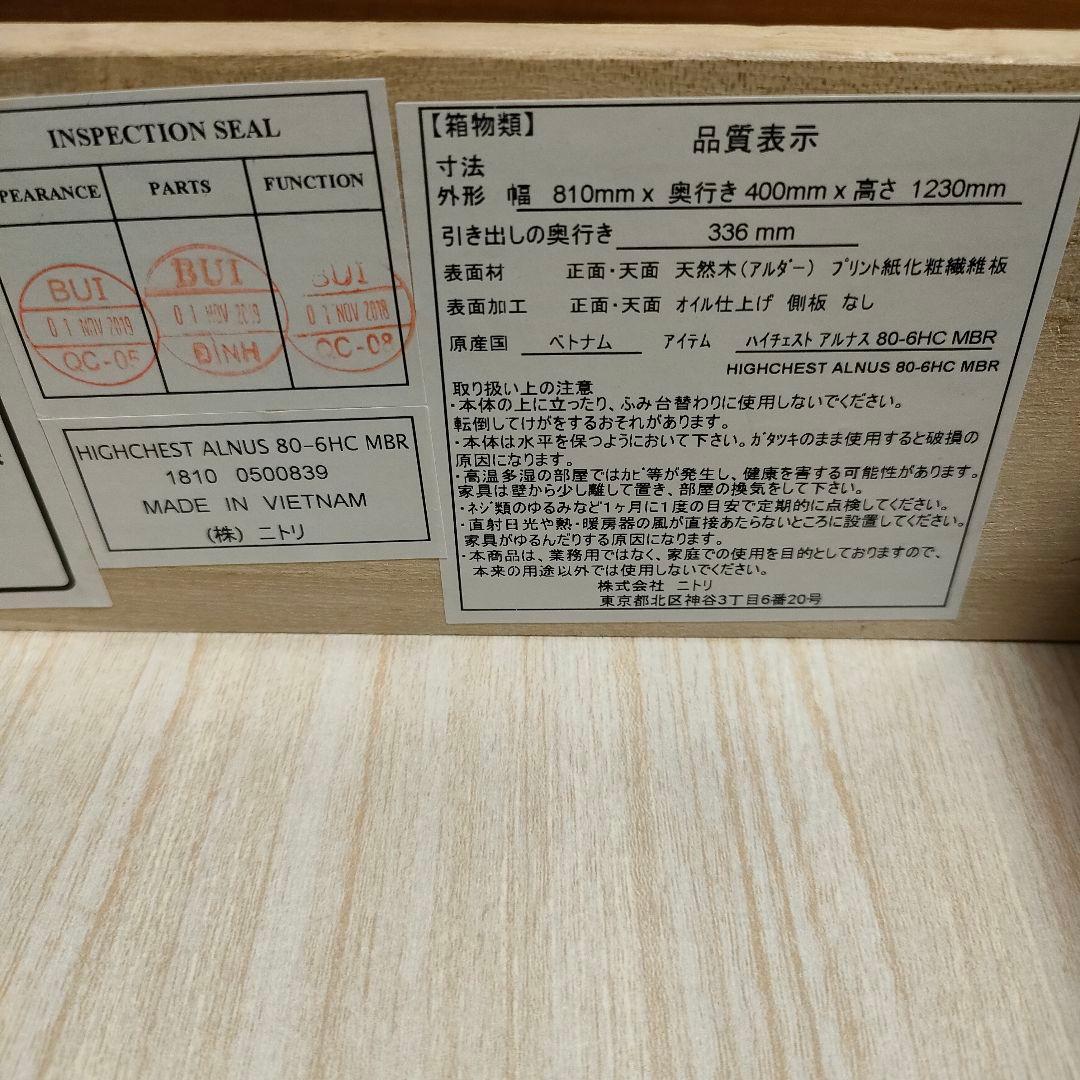 INSPECTION SEAL
PEARANCE PARTS FUNCTION
BUI
01 NOV 2019
QC-05
BUI
01 NOV 2019
ĐÌNH
BUI
01 NOV 2018
QC-08
HIGHCHEST ALNUS 80-6HC MBR
1810 0500839
MADE IN VIETNAM
(株) ニトリ
【箱物類】
品質表示
寸法
外形 幅 810mm x 奥行き 400mm x 高さ 1230mm
引き出しの奥行き 336 mm
表面材 正面・天面 天然木(アルダー) プリント紙化粧繊維板
表面加工 正面・天面 オイル仕上げ 側板 なし
原産国 ベトナム アイテム ハイチェスト アルナス 80-6HC MBR
HIGHCHEST ALNUS 80-6HC MBR
取り扱い上の注意
・本体の上に立ったり、ふみ台替わりに使用しないでください。
転倒してけがをするおそれがあります。
・本体は水平を保つようにおいて下さい。ガタツキのまま使用すると破損の
原因になります。
・高温多湿の部屋ではカビ等が発生し、健康を害する可能性があります。
家具は壁から少し離して置き、部屋の換気をして下さい。
・ネジ類のゆるみなど1ヶ月に1度の目安で定期的に点検してください。
・直射日光や熱・暖房器の風が直接あたらないところに設置してください。
家具がゆるんだりする原因になります。
・本商品は、業務用ではなく、家庭での使用を目的としておりますので、
本来の用途以外では使用しないでください。
株式会社 ニトリ
東京都北区神谷3丁目6番20号